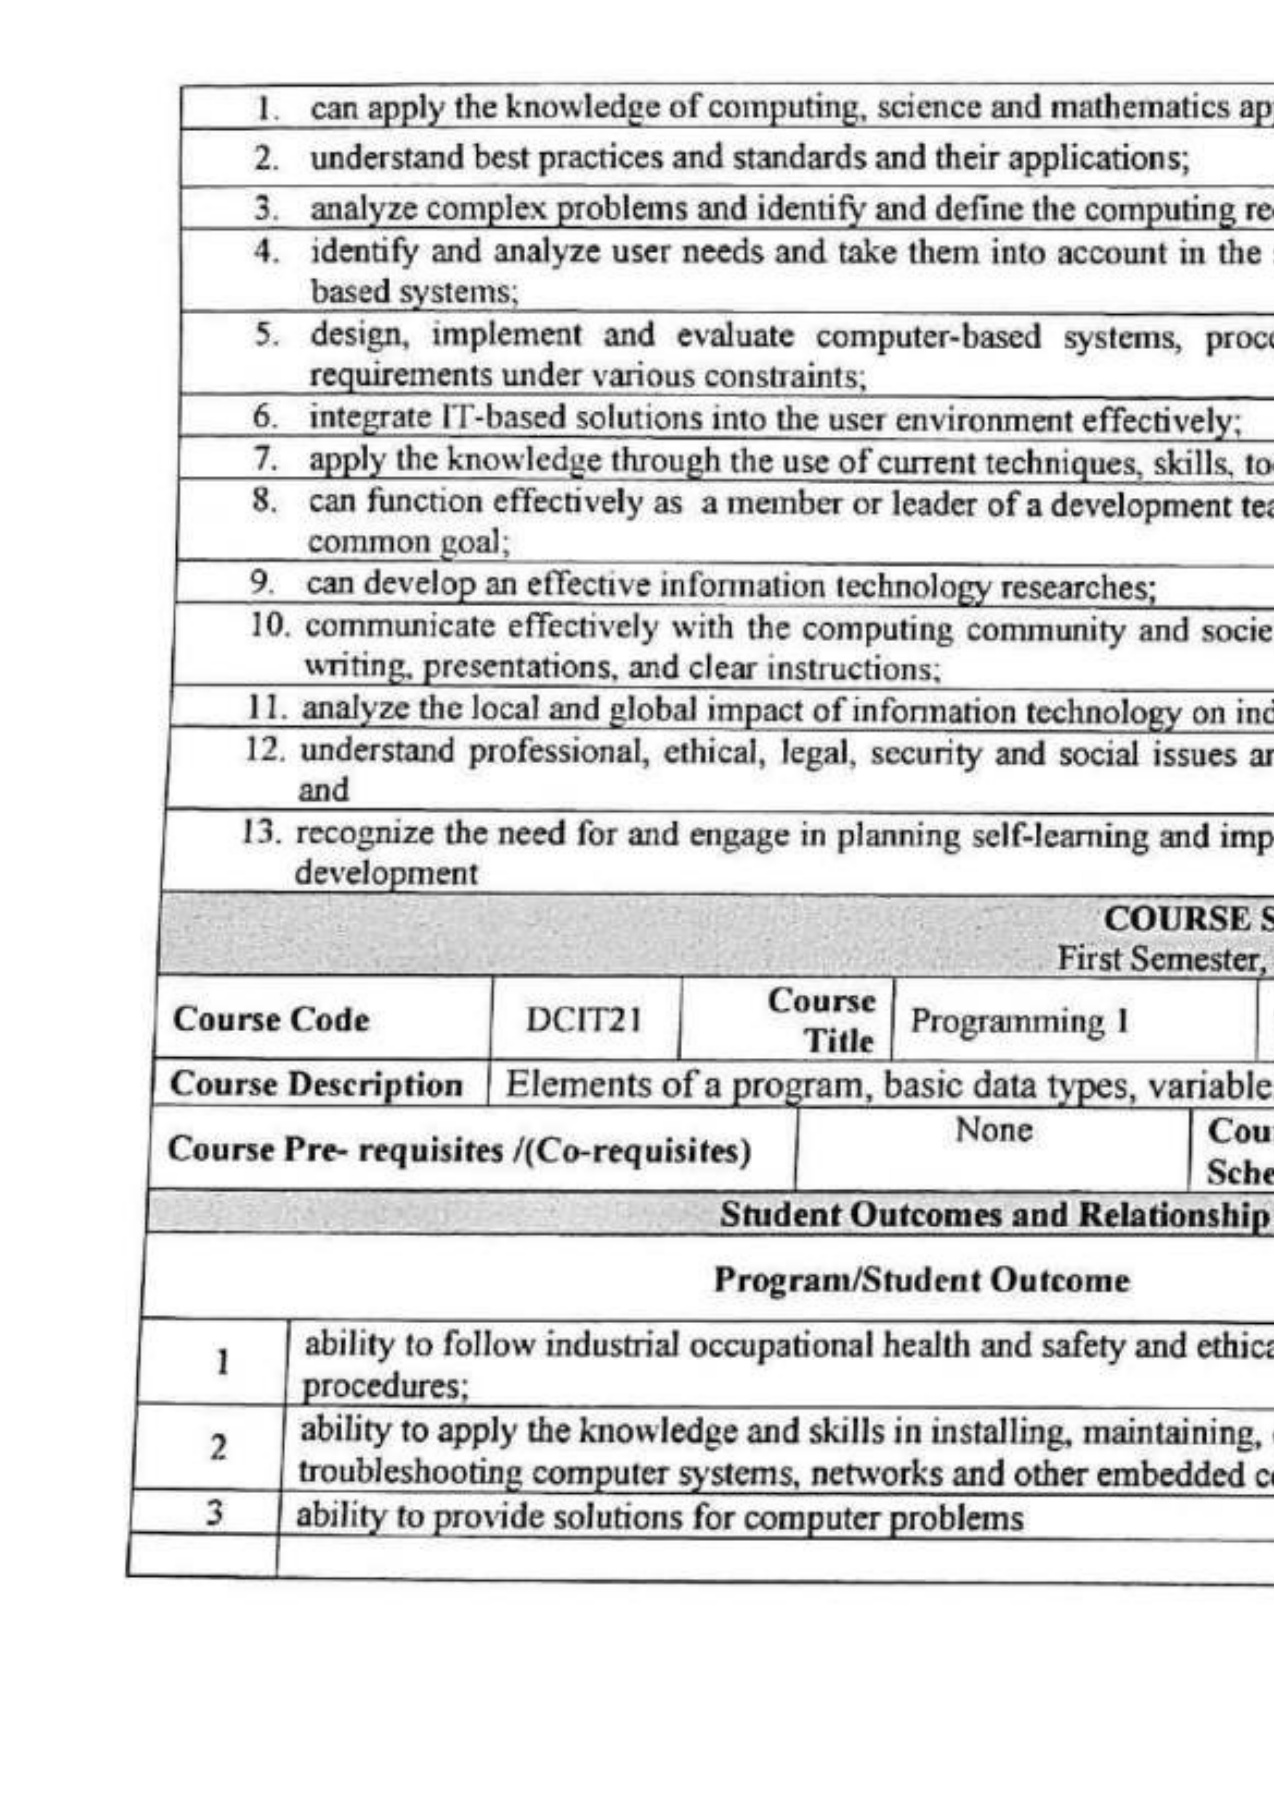 1. can apply the knowledge of computing, science and mathematics
2. understand best practices and standards and their applications;
3. analyze complex problems and identify and define the computing
4. identify and analyze user needs and take them into account in the
based systems;
5. design, implement and evaluate computer-based systems,
requirements under various constraints;
6. integrate IT-based solutions into the user environment effectively;
7. apply the knowledge through the use of current techniques, skills,
8. can function effectively as a member or leader of a development
common goal;
9. can develop an effective information technology researches;
10. communicate effectively with the computing community and
writing, presentations, and clear instructions;
11. analyze the local and global impact of information technology on
12. understand professional, ethical, legal, security and social issues
and
13. recognize the need for and engage in planning self-learning and
development
COURSE
First Semester,
Course Code DCIT21 Course Title Programming 1
Course Description Elements of a program, basic data types, variable
Course Pre- requisites /(Co-requisites) None
Student Outcomes and Relationship
Program/Student Outcome
1 ability to follow industrial occupational health and safety and
procedures;
2 ability to apply the knowledge and skills in installing, maintaining,
troubleshooting computer systems, networks and other embedded
3 ability to provide solutions for computer problems